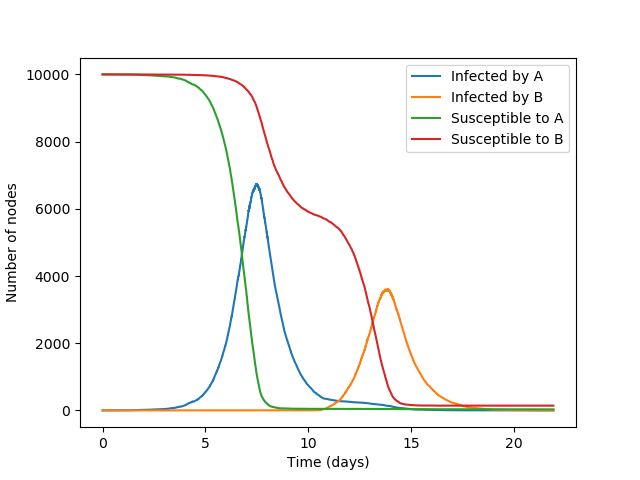 Infected by A
Infected by B
Susceptible to A
Susceptible to B
Number of nodes
10000
8000
6000
4000
2000
0
0 5 10 15 20
Time (days)